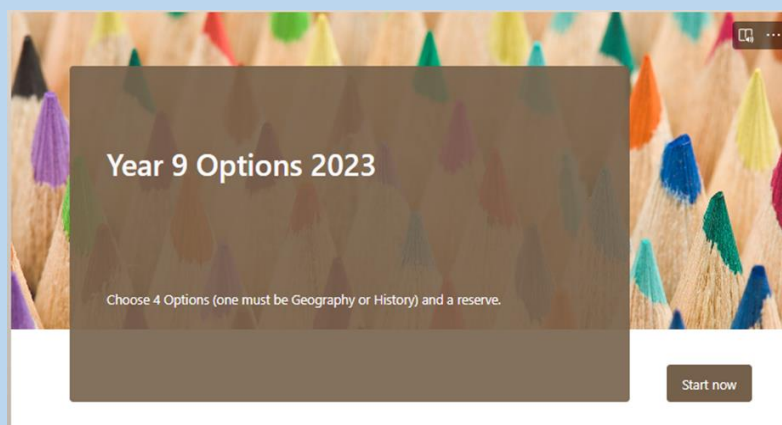 Year 9 Options 2023
Choose 4 Options (one must be Geography or History) and a reserve.
Start now